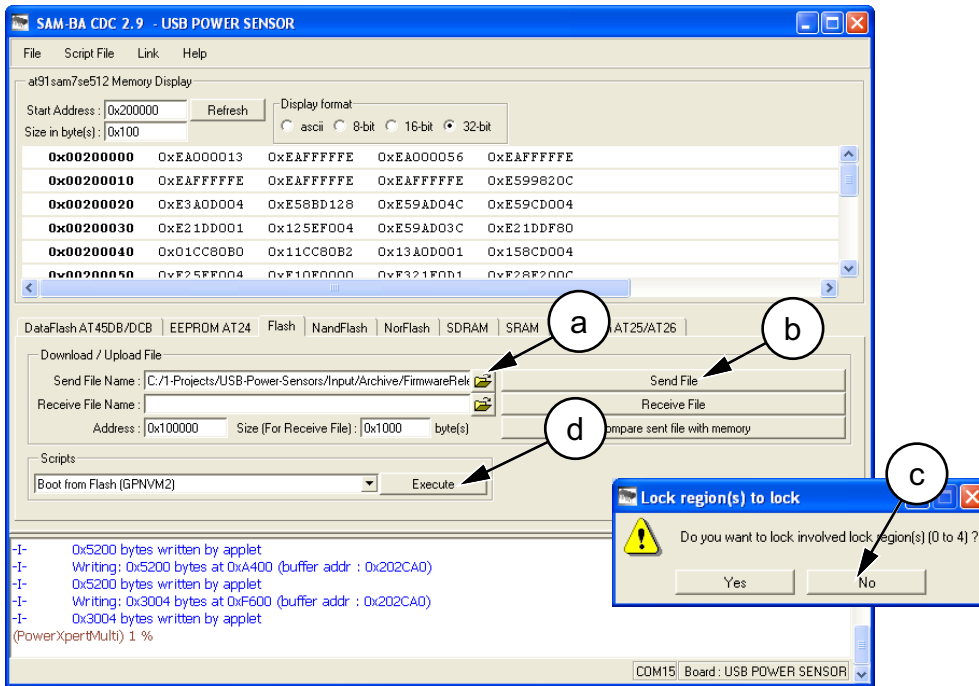 SAM-BA CDC 2.9 - USB POWER SENSOR
File Script File Link Help
at91sam7se512 Memory Display
Start Address : 0x200000 Refresh
Size in byte(s) : 0x100
Display format
ascii 8-bit 16-bit 32-bit
0x00200000 0xEA000013 0xEAFFFFFE 0xEA000056 0xEAFFFFFE
0x00200010 0xEAFFFFFE 0xEAFFFFFE 0xEAFFFFFE 0xE599820C
0x00200020 0xE3A0D004 0xE58BD128 0xE59AD04C 0xE59CD004
0x00200030 0xE21DD001 0x125EF004 0xE59AD03C 0xE21DDF80
0x00200040 0x01CC80B0 0x11CC80B2 0x13A0D001 0x158CD004
0x00200050 0xE25EF004 0xE10F0000 0xE321F0D1 0xE28F200C
a
b
DataFlash AT45DB/DCB EEPROM AT24 Flash NandFlash NorFlash SDRAM SRAM AT25/AT26
Download / Upload File
Send File Name : C:/1-Projects/USB-Power-Sensors/Input/Archive/FirmwareRele Send File
Receive File Name : Receive File
Address : 0x100000 Size (For Receive File) : 0x1000 byte(s) ompare sent file with memory
d
Scripts
Boot from Flash (GPNVM2) Execute
c
Lock region(s) to lock
Do you want to lock involved lock region(s) (0 to 4) ?
Yes No
-I- 0x5200 bytes written by applet
-I- Writing: 0x5200 bytes at 0xA400 (buffer addr : 0x202CA0)
-I- 0x5200 bytes written by applet
-I- Writing: 0x3004 bytes at 0xF600 (buffer addr : 0x202CA0)
-I- 0x3004 bytes written by applet
(PowerXpertMulti) 1 %
COM15 Board : USB POWER SENSOR